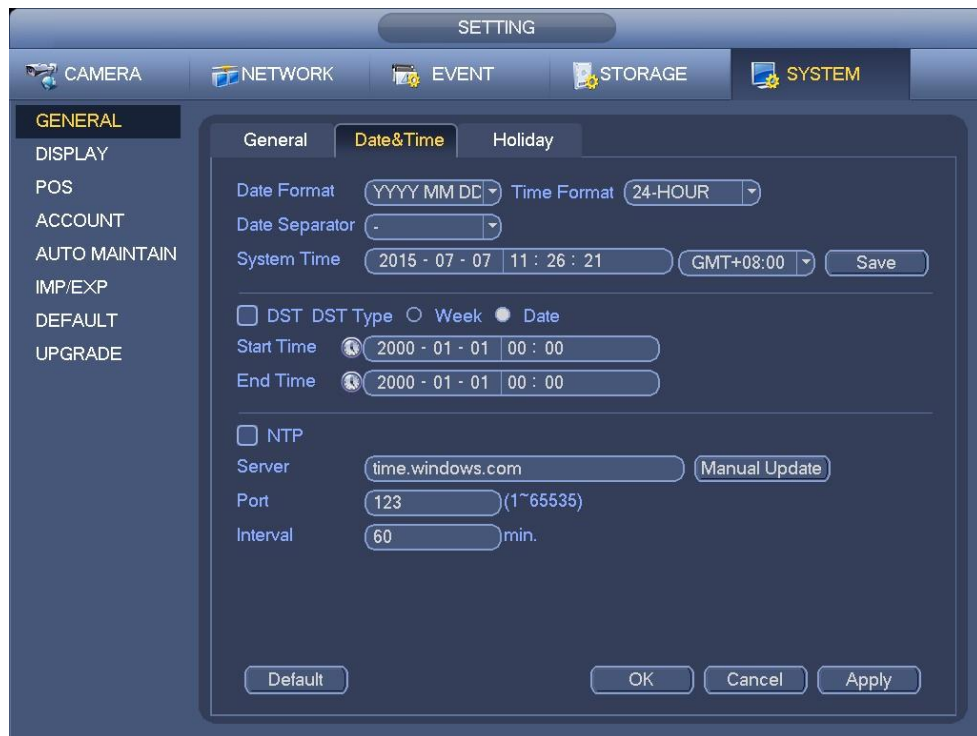 SETTING
CAMERA NETWORK EVENT STORAGE SYSTEM
GENERAL
DISPLAY
POS
ACCOUNT
AUTO MAINTAIN
IMP/EXP
DEFAULT
UPGRADE
General Date&Time Holiday
Date Format YYYY MM DD Time Format 24-HOUR
Date Separator -
System Time 2015 - 07 - 07 11 : 26 : 21 GMT+08:00 Save
DST DST Type Week Date
Start Time 2000 - 01 - 01 00 : 00
End Time 2000 - 01 - 01 00 : 00
NTP
Server time.windows.com Manual Update
Port 123 (1~65535)
Interval 60 min.
Default OK Cancel Apply